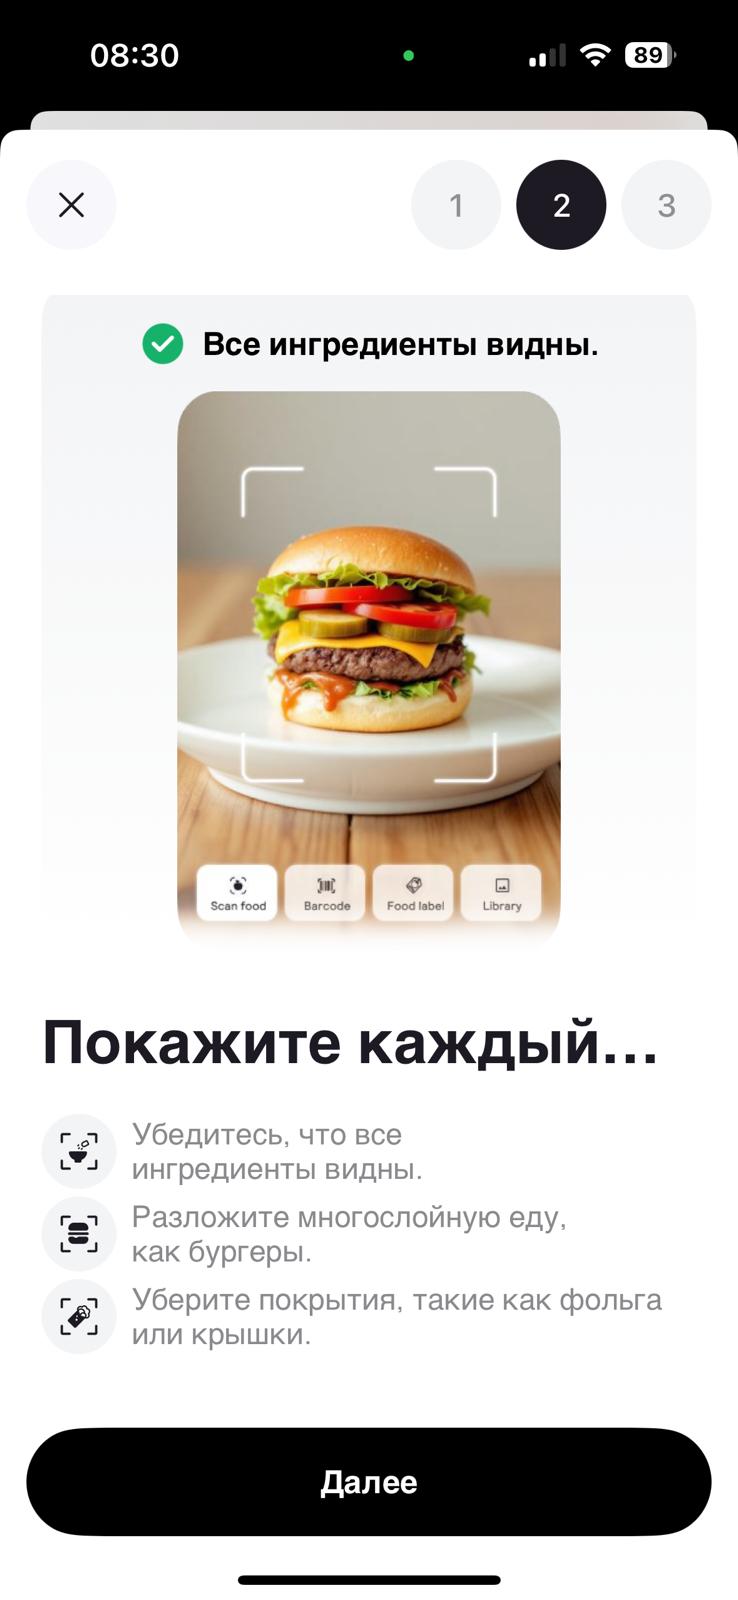 08:30
89
1 2 3
Все ингредиенты видны.
Scan food Barcode Food label Library
Покажите каждый...
Убедитесь, что все
ингредиенты видны.
Разложите многослойную еду,
как бургеры.
Уберите покрытия, такие как фольга
или крышки.
Далее